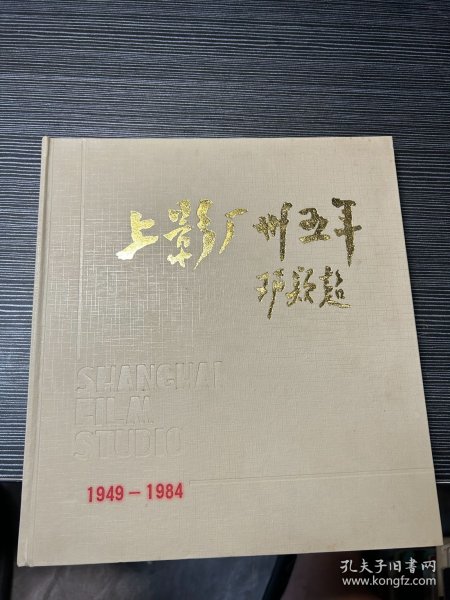 上影厂卅五年
邓颖超
SHANGHAI
FILM
STUDIO
1949-1984
孔夫子旧书网
www.kongfz.com